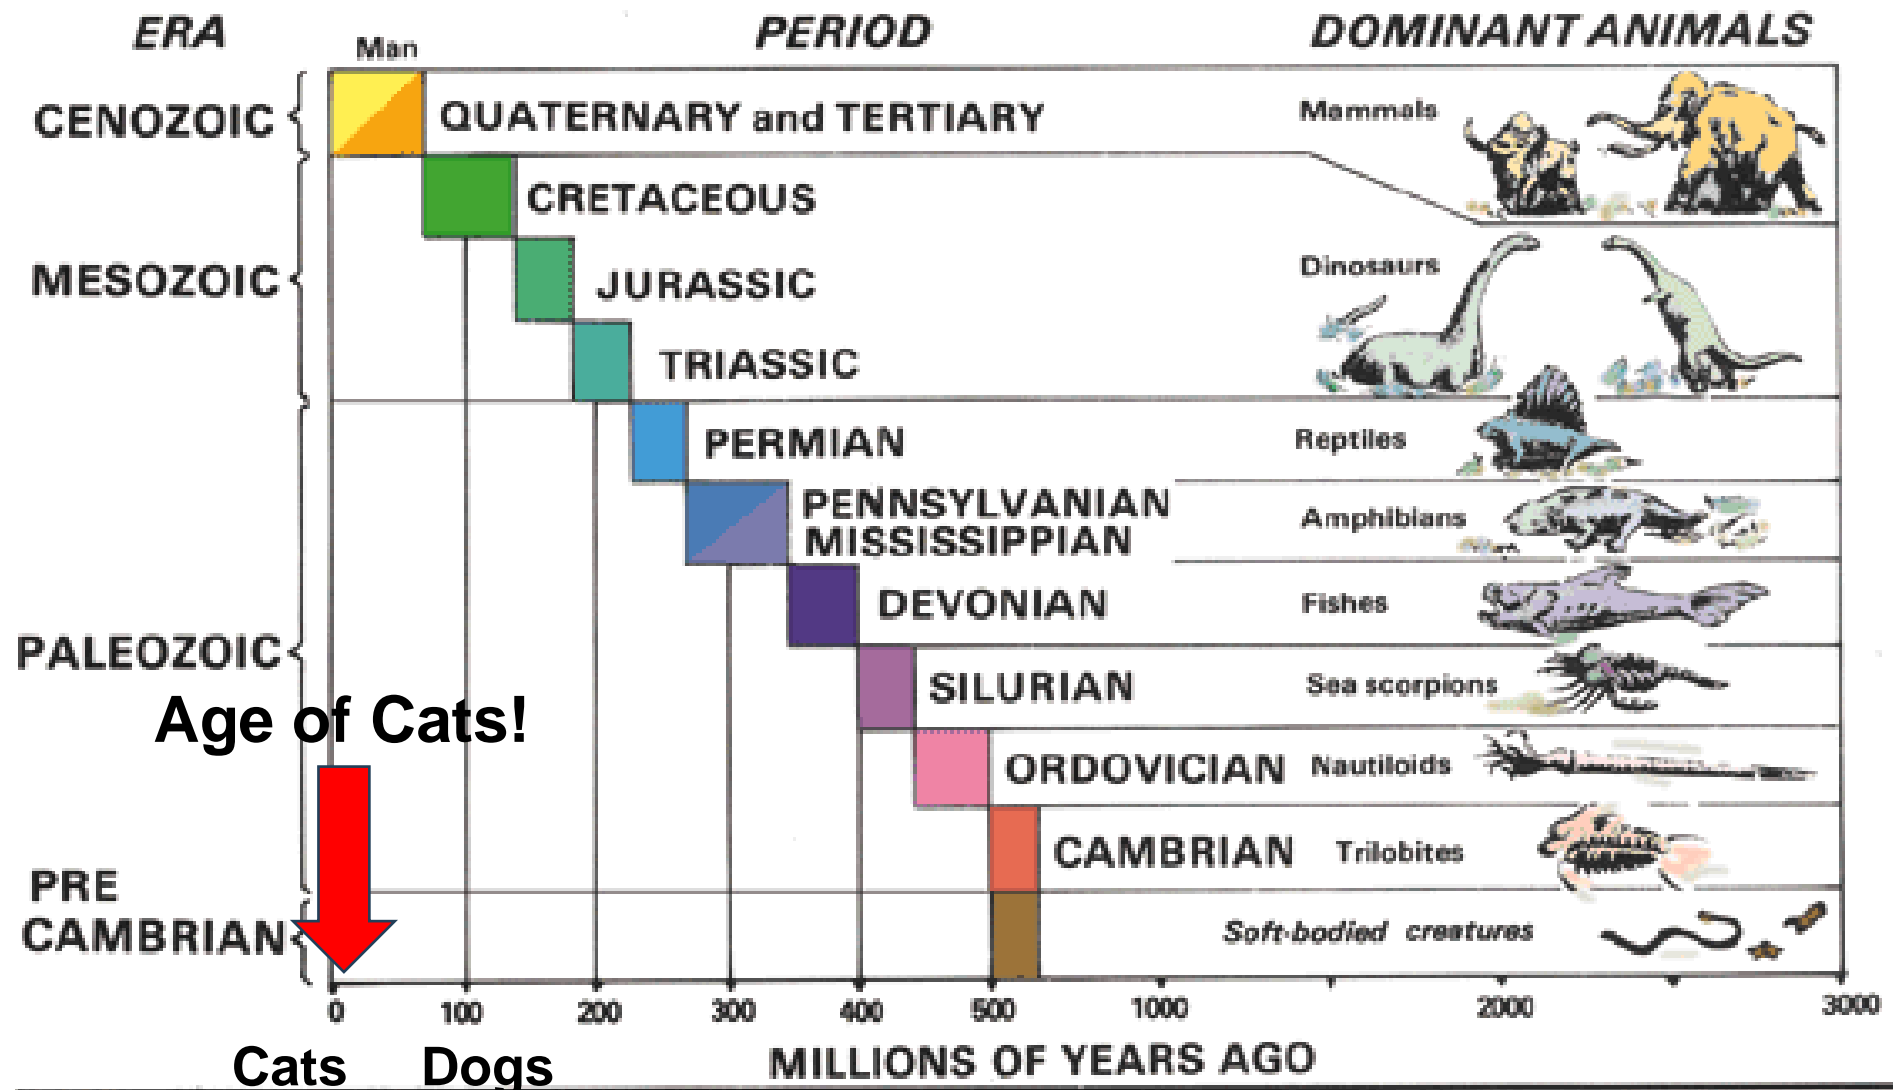 ERA PERIOD DOMINANT ANIMALS
Man
CENOZOIC QUATERNARY and TERTIARY Mammals
CRETACEOUS
MESOZOIC JURASSIC Dinosaurs
TRIASSIC
PERMIAN Reptiles
PENNSYLVANIAN
MISSISSIPPIAN Amphibians
DEVONIAN Fishes
PALEOZOIC
SILURIAN Sea scorpions
Age of Cats!
ORDOVICIAN Nautiloids
CAMBRIAN Trilobites
PRE
CAMBRIAN Soft-bodied creatures
0 100 200 300 400 500 1000 2000 3000
MILLIONS OF YEARS AGO
Cats Dogs